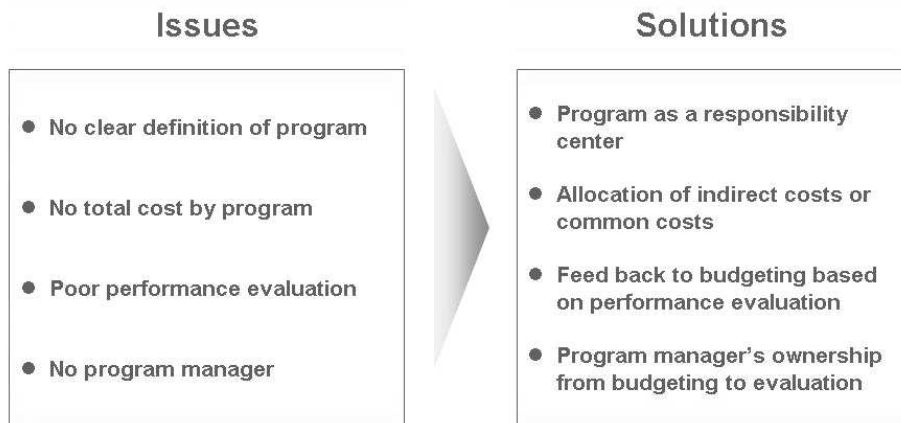 Issues
No clear definition of program
No total cost by program
Poor performance evaluation
No program manager
Solutions
Program as a responsibility
center
Allocation of indirect costs or
common costs
Feed back to budgeting based
on performance evaluation
Program manager’s ownership
from budgeting to evaluation